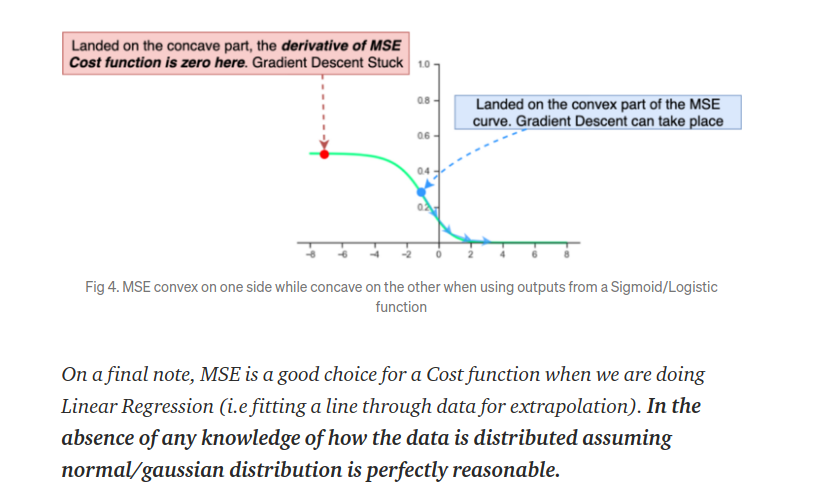 Landed on the concave part, the derivative of MSE
Cost function is zero here. Gradient Descent Stuck
1.0
0.8
Landed on the convex part of the MSE
curve. Gradient Descent can take place
0.6
0.4
0.2
-8 -6 -4 -2 0 2 4 6 8
Fig 4. MSE convex on one side while concave on the other when using outputs from a Sigmoid/Logistic
function
On a final note, MSE is a good choice for a Cost function when we are doing
Linear Regression (i.e fitting a line through data for extrapolation). In the
absence of any knowledge of how the data is distributed assuming
normal/gaussian distribution is perfectly reasonable.